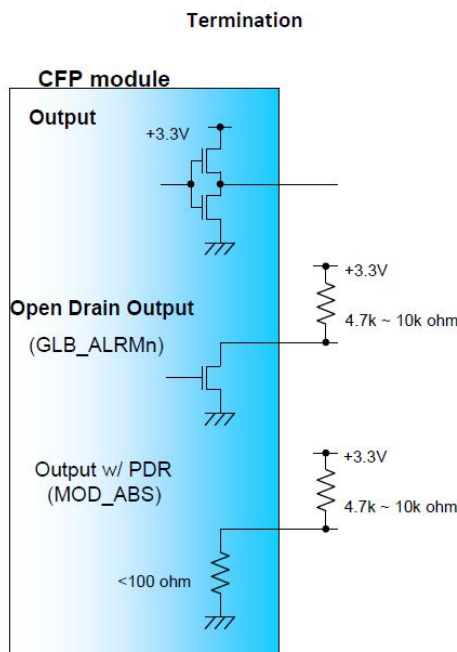 Termination
CFP module
Output
+3.3V
+3.3V
Open Drain Output
4.7k ~ 10k ohm
(GLB_ALRMn)
Output w/ PDR
+3.3V
(MOD_ABS)
4.7k ~ 10k ohm
<100 ohm